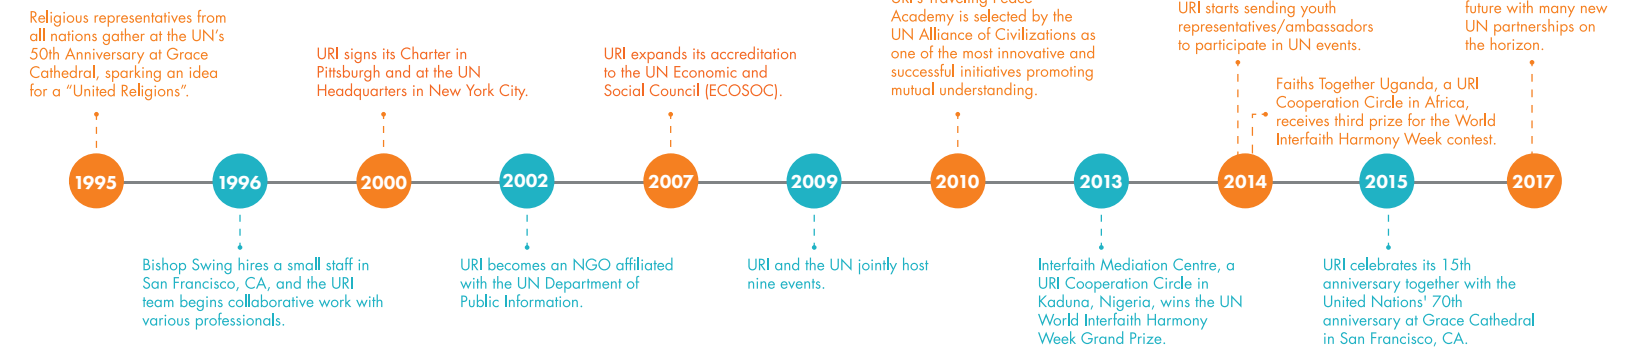 Religious representatives from
all nations gather at the UN's
50th Anniversary at Grace
Cathedral, sparking an idea
for a "United Religions".
URI signs its Charter in
Pittsburgh and at the UN
Headquarters in New York City.
URI expands its accreditation
to the UN Economic and
Social Council (ECOSOC).
URI's Traveling Peace
Academy is selected by the
UN Alliance of Civilizations as
one of the most innovative and
successful initiatives promoting
mutual understanding.
URI starts sending youth
representatives/ambassadors
to participate in UN events.
Faiths Together Uganda, a URI
Cooperation Circle in Africa,
receives third prize for the World
Interfaith Harmony Week contest.
future with many new
UN partnerships on
the horizon.
1995
1996
2000
2002
2007
2009
2010
2013
2014
2015
2017
Bishop Swing hires a small staff in
San Francisco, CA, and the URI
team begins collaborative work with
various professionals.
URI becomes an NGO affiliated
with the UN Department of
Public Information.
URI and the UN jointly host
nine events.
Interfaith Mediation Centre, a
URI Cooperation Circle in
Kaduna, Nigeria, wins the UN
World Interfaith Harmony
Week Grand Prize.
URI celebrates its 15th
anniversary together with the
United Nations' 70th
anniversary at Grace Cathedral
in San Francisco, CA.